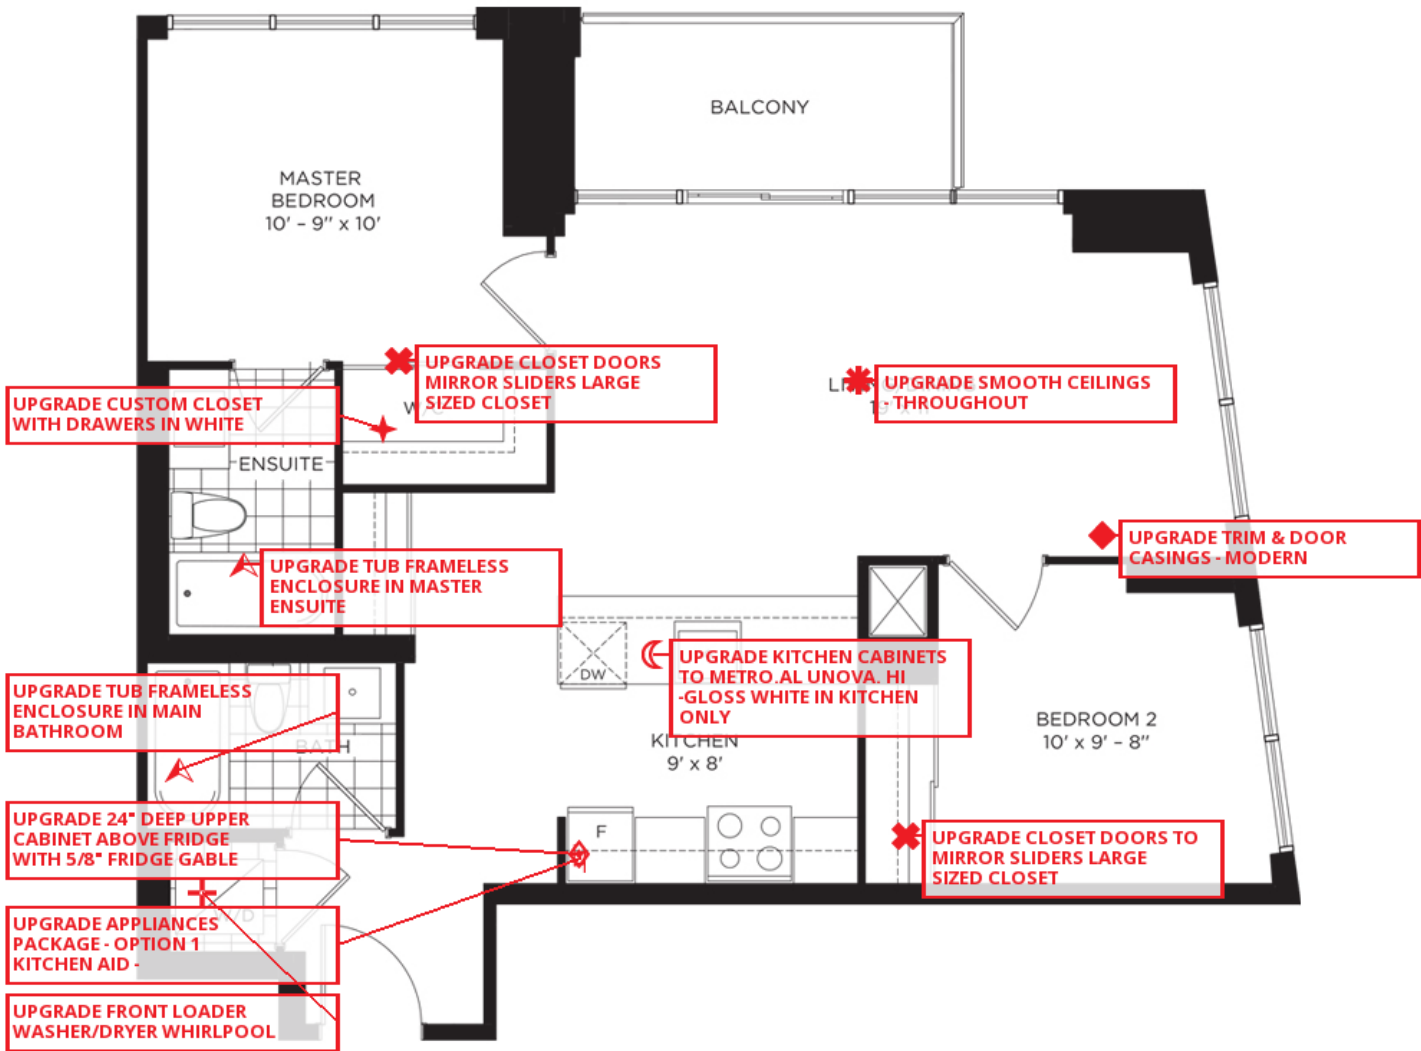 BALCONY
MASTER
BEDROOM
10' - 9" x 10'
UPGRADE CLOSET DOORS
MIRROR SLIDERS LARGE
SIZED CLOSET
UPGRADE SMOOTH CEILINGS
- THROUGHOUT
UPGRADE CUSTOM CLOSET
WITH DRAWERS IN WHITE
ENSUITE
UPGRADE TRIM & DOOR
CASINGS - MODERN
UPGRADE TUB FRAMELESS
ENCLOSURE IN MASTER
ENSUITE
DW
UPGRADE KITCHEN CABINETS
TO METRO.AL UNOVA. HI
-GLOSS WHITE IN KITCHEN
ONLY
UPGRADE TUB FRAMELESS
ENCLOSURE IN MAIN
BATHROOM
BATH
KITCHEN
9' x 8'
BEDROOM 2
10' x 9' - 8"
UPGRADE 24" DEEP UPPER
CABINET ABOVE FRIDGE
WITH 5/8" FRIDGE GABLE
F
UPGRADE CLOSET DOORS TO
MIRROR SLIDERS LARGE
SIZED CLOSET
W/D
UPGRADE APPLIANCES
PACKAGE - OPTION 1
KITCHEN AID -
UPGRADE FRONT LOADER
WASHER/DRYER WHIRLPOOL